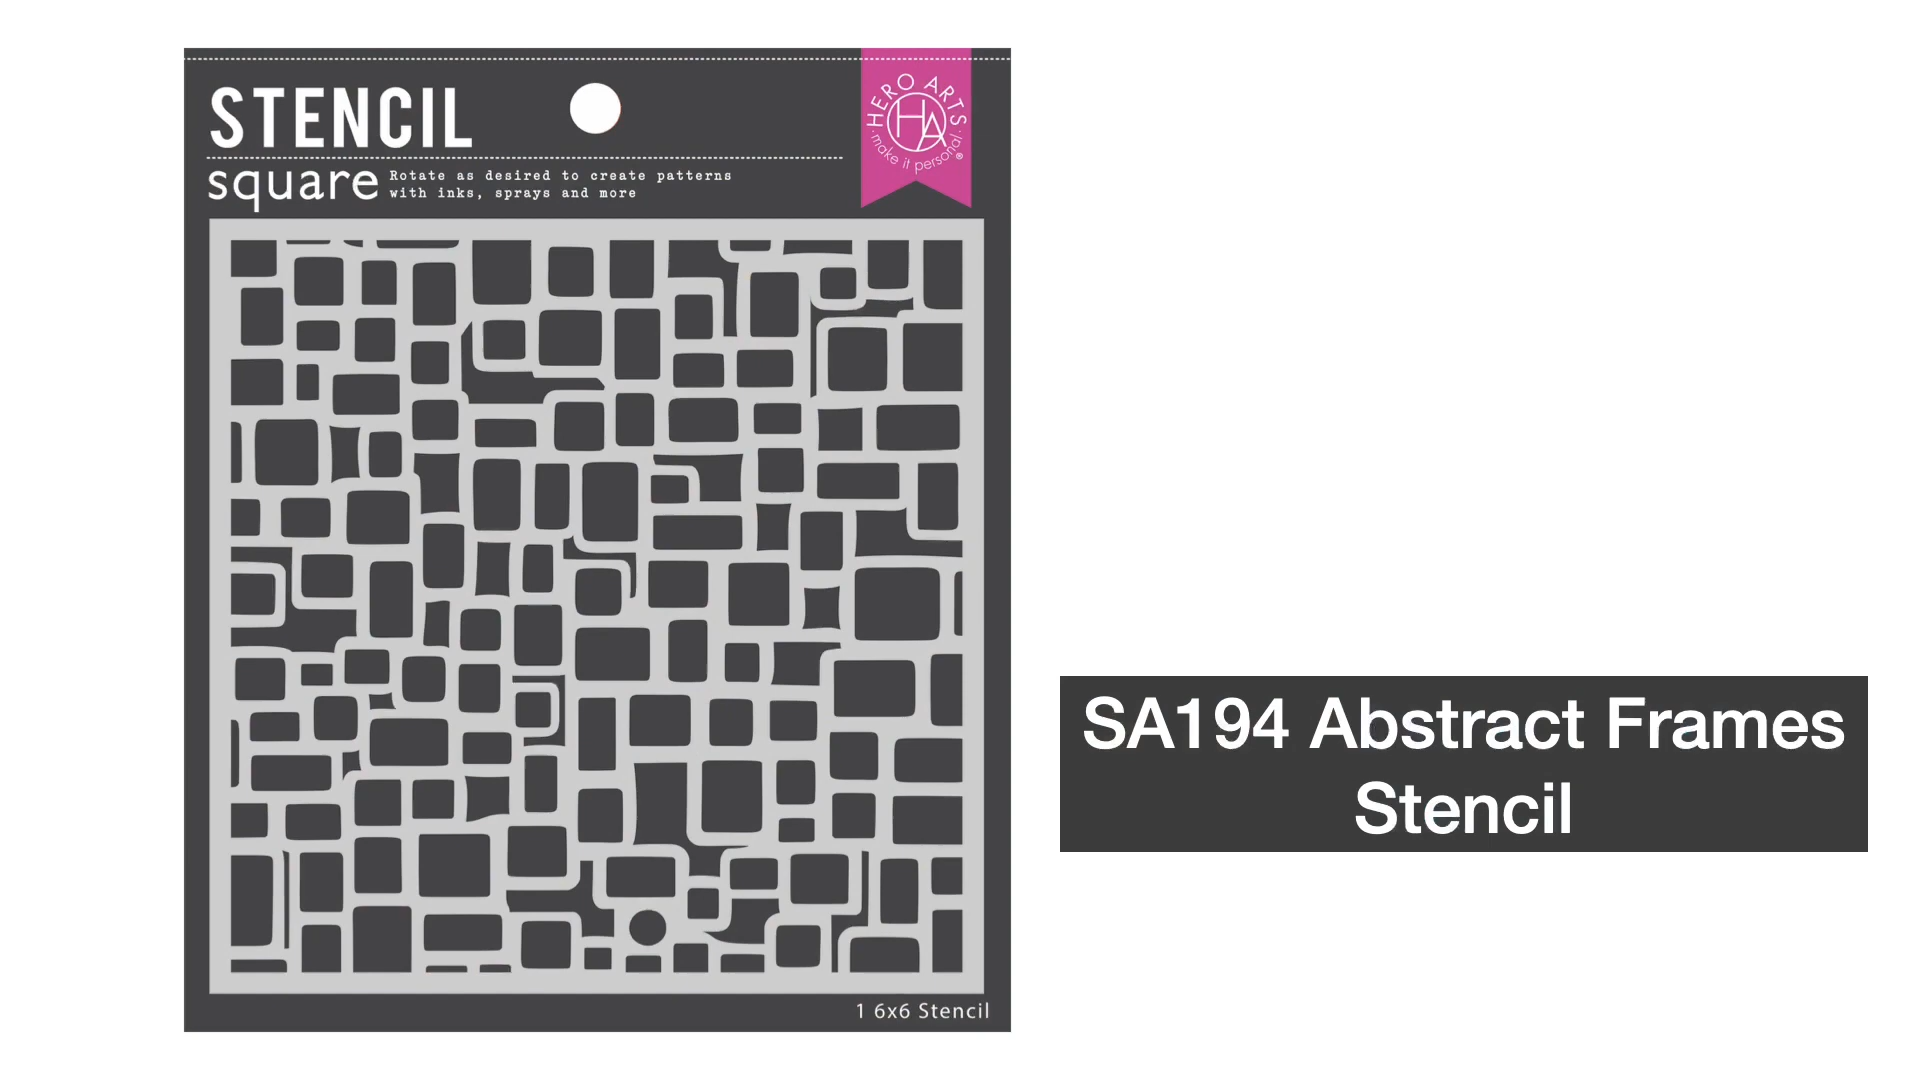 STENCIL
square
Rotate as desired to create patterns
with inks, sprays and more
HERO ARTS
HA
· make it personal · ®
1 6x6 Stencil
SA194 Abstract Frames
Stencil